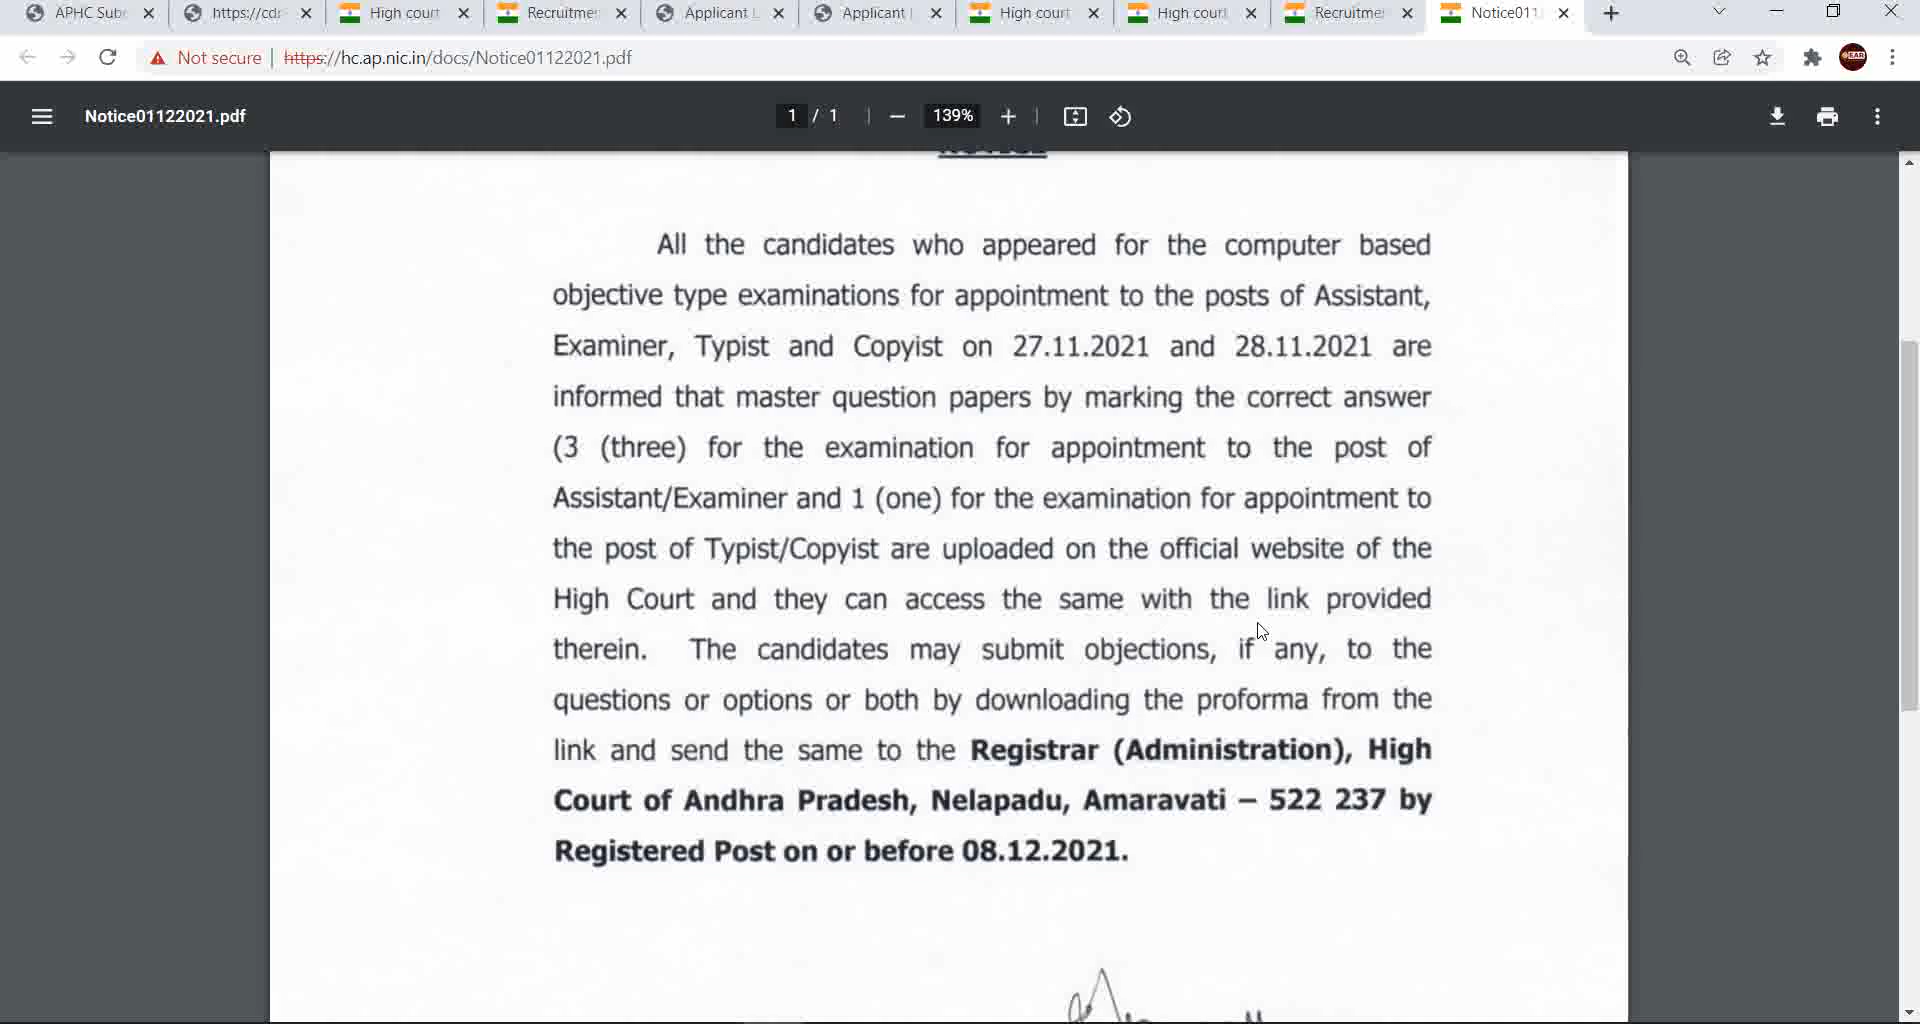 APHC Sub
https://cdn
High court
Recruitme
Applicant L
Applicant
High court
High court
Recruitme
Notice011
Not secure
https://hc.ap.nic.in/docs/Notice01122021.pdf
Notice01122021.pdf
1 / 1
139%
NOTICE
All the candidates who appeared for the computer based
objective type examinations for appointment to the posts of Assistant,
Examiner, Typist and Copyist on 27.11.2021 and 28.11.2021 are
informed that master question papers by marking the correct answer
(3 (three) for the examination for appointment to the post of
Assistant/Examiner and 1 (one) for the examination for appointment to
the post of Typist/Copyist are uploaded on the official website of the
High Court and they can access the same with the link provided
therein. The candidates may submit objections, if any, to the
questions or options or both by downloading the proforma from the
link and send the same to the Registrar (Administration), High
Court of Andhra Pradesh, Nelapadu, Amaravati – 522 237 by
Registered Post on or before 08.12.2021.